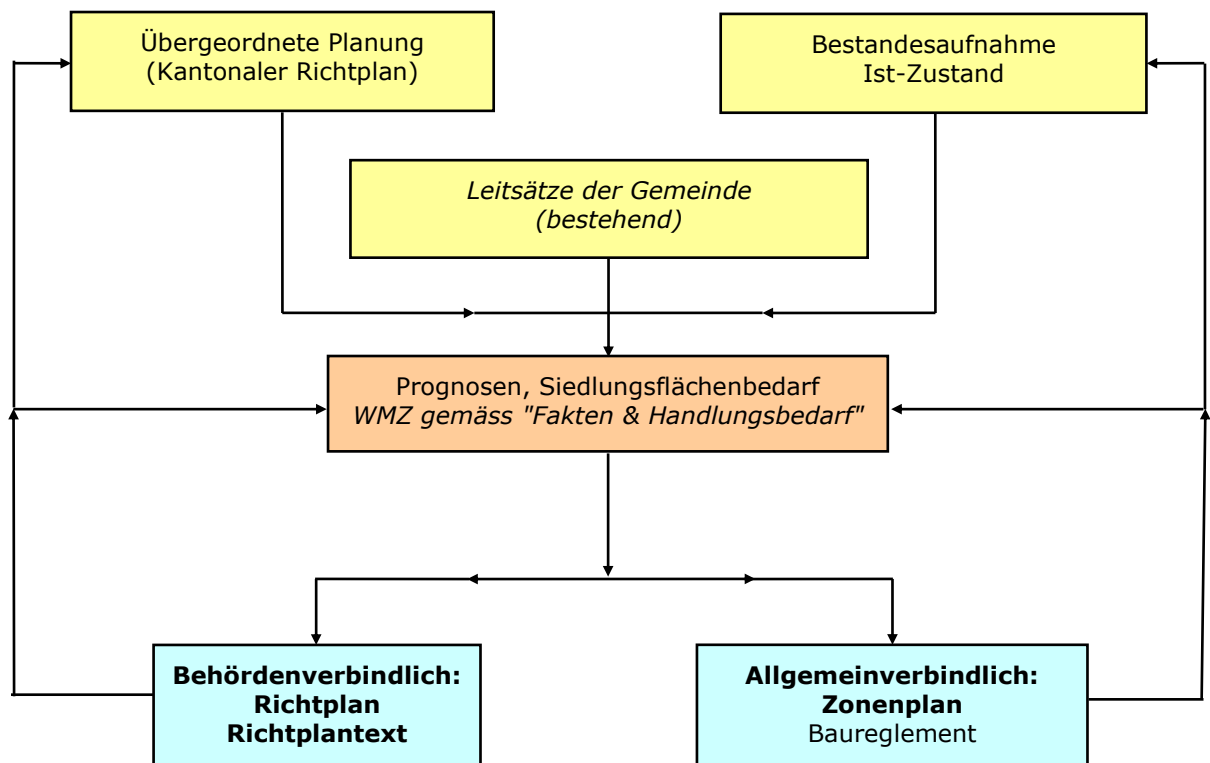 Übergeordnete Planung
(Kantonaler Richtplan)
Bestandesaufnahme
Ist-Zustand
Leitsätze der Gemeinde
(bestehend)
Prognosen, Siedlungsflächenbedarf
WMZ gemäss "Fakten & Handlungsbedarf"
Behördenverbindlich:
Richtplan
Richtplantext
Allgemeinverbindlich:
Zonenplan
Baureglement